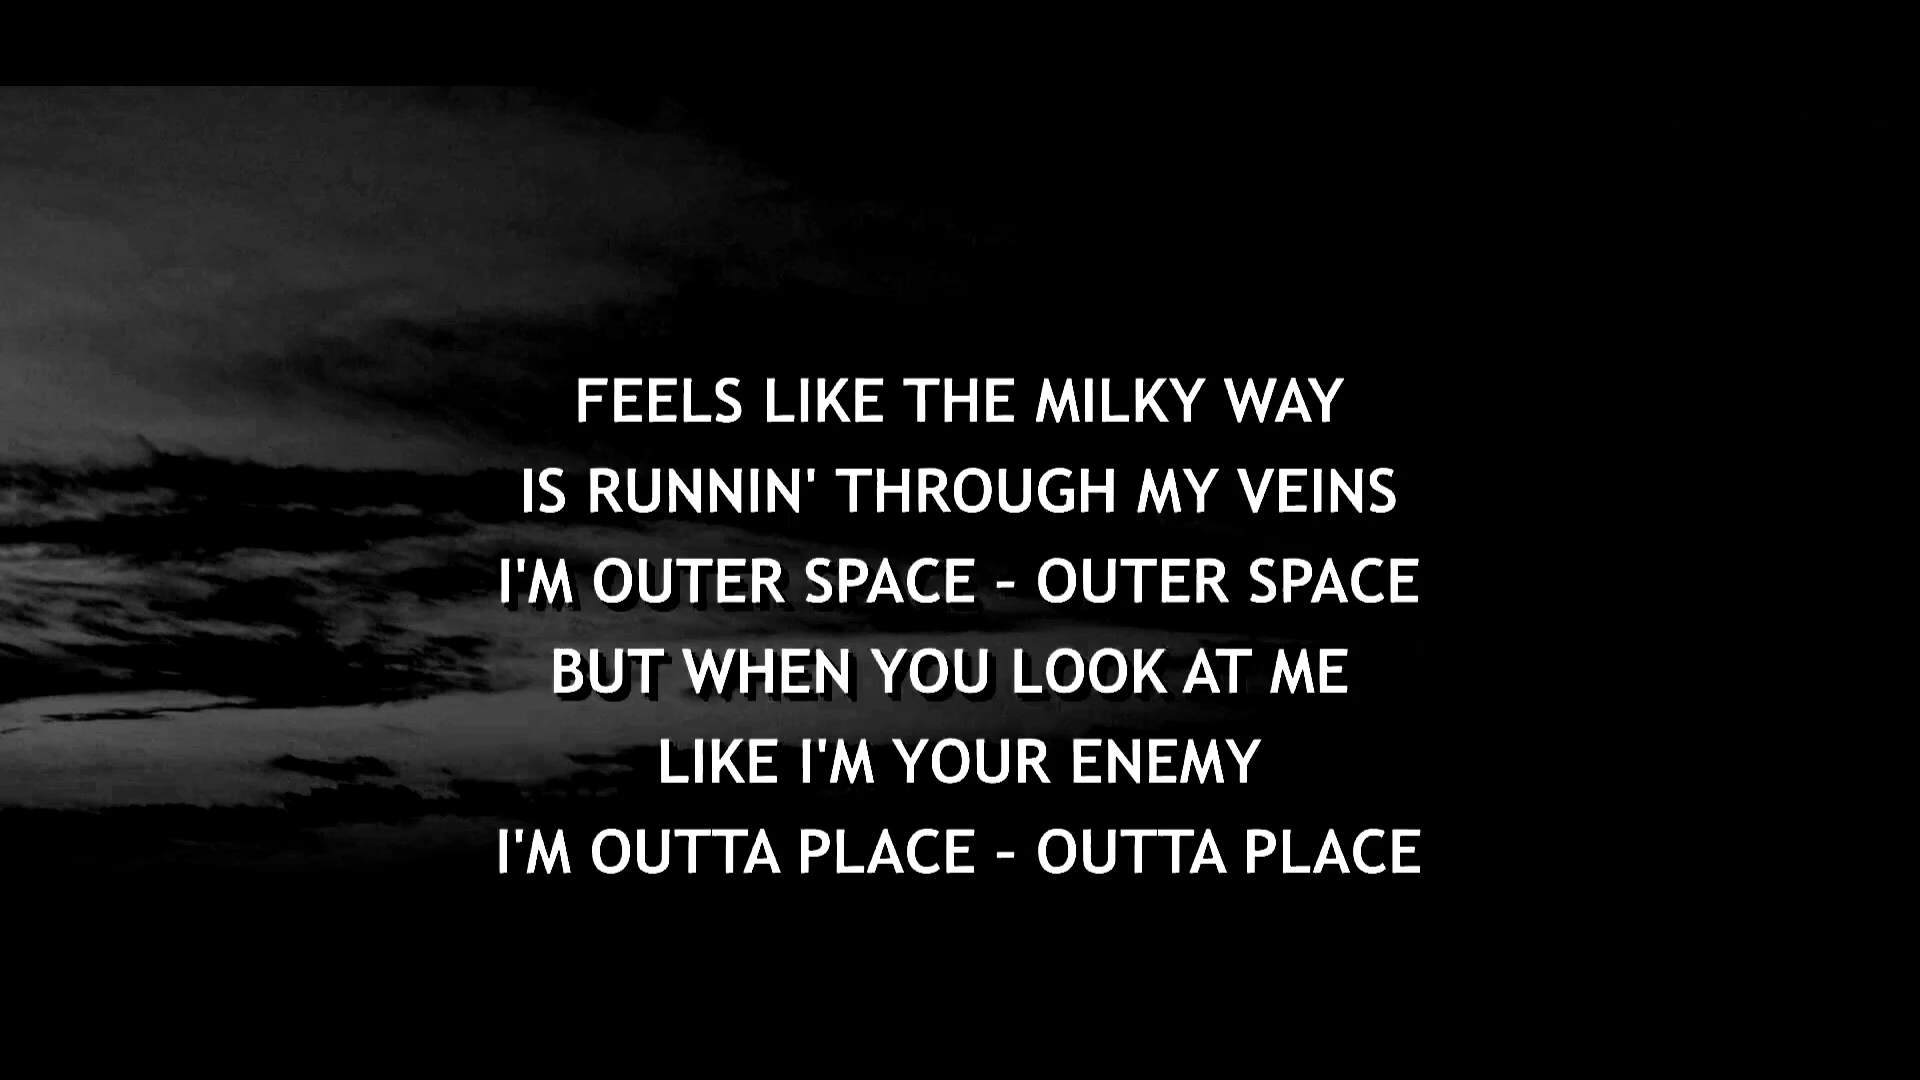 FEELS LIKE THE MILKY WAY
IS RUNNIN' THROUGH MY VEINS
I'M OUTER SPACE – OUTER SPACE
BUT WHEN YOU LOOK AT ME
LIKE I'M YOUR ENEMY
I'M OUTTA PLACE – OUTTA PLACE